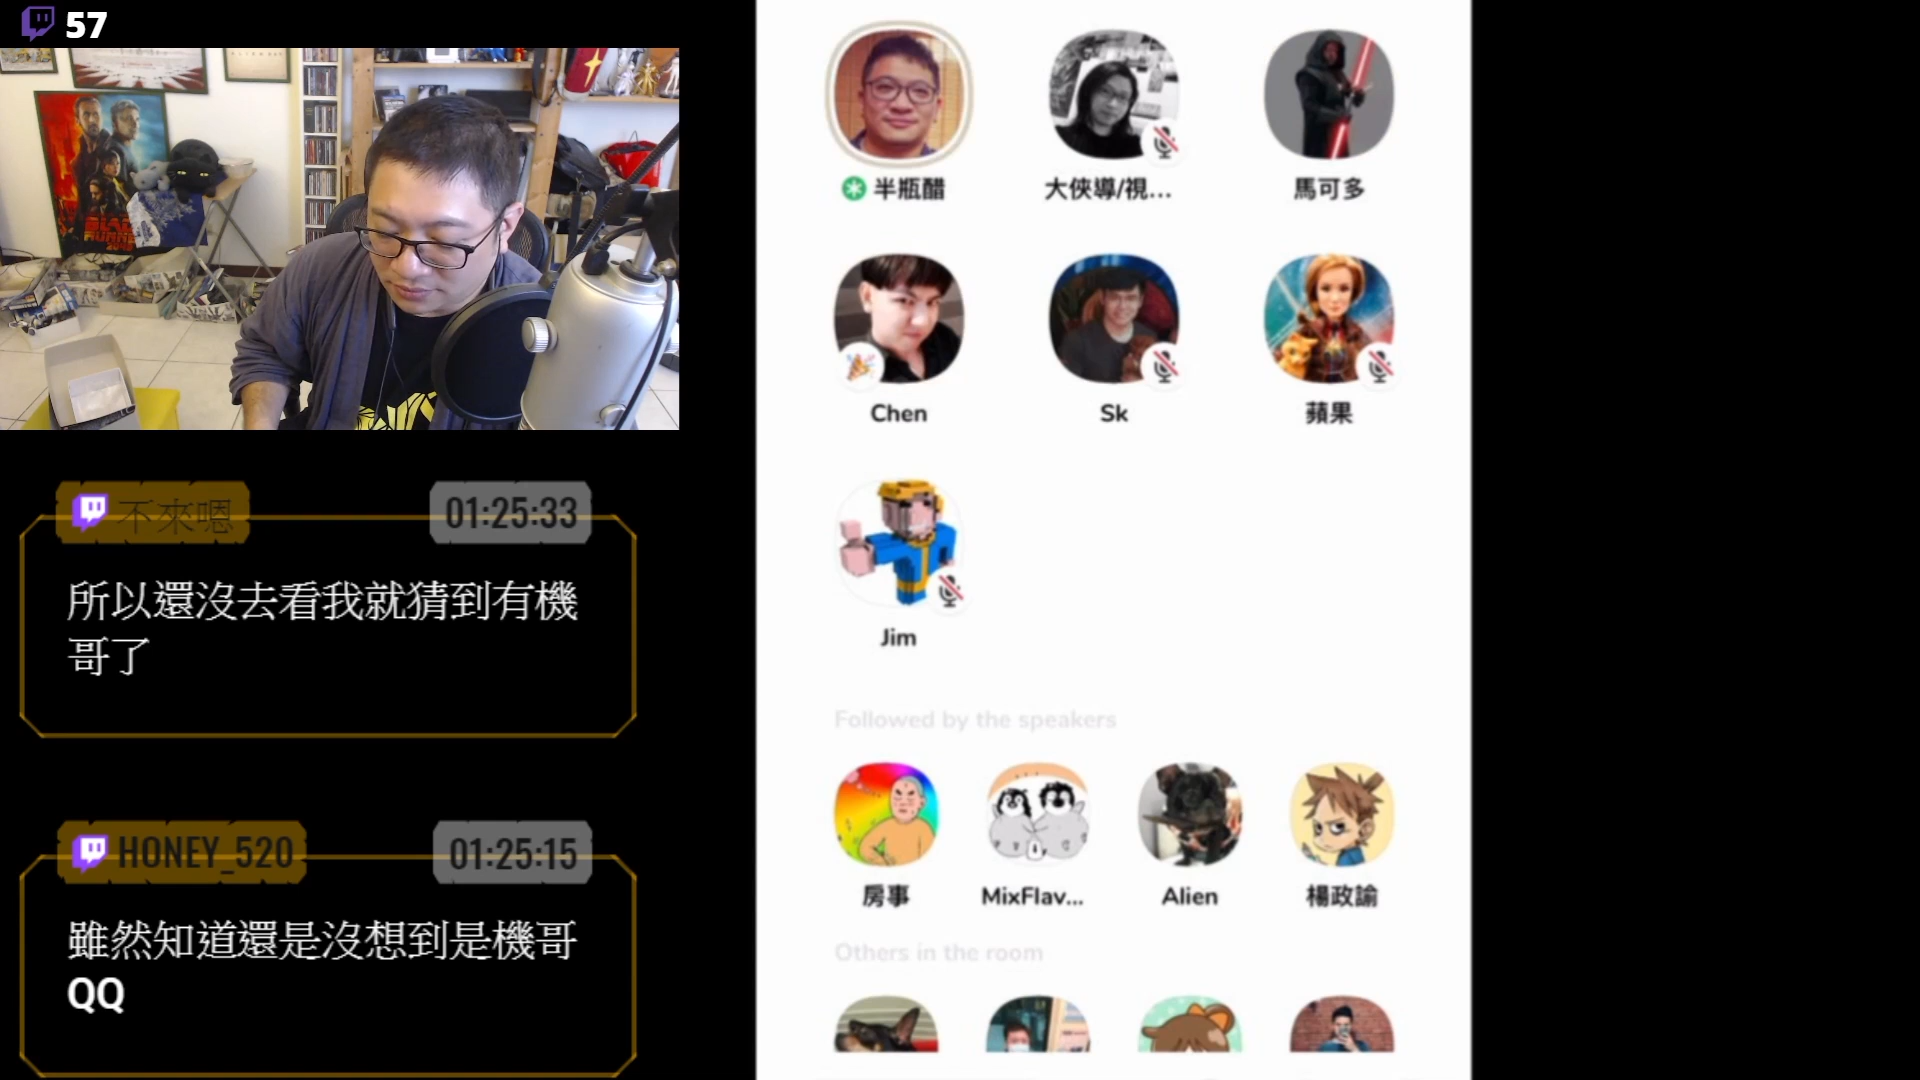 57
BLADE RUNNER
不來嗯
01:25:33
所以還沒去看我就猜到有機
哥了
HONEY_520
01:25:15
雖然知道還是沒想到是機哥
QQ
半瓶醋
大俠導/視...
馬可多
Chen
Sk
蘋果
Jim
Followed by the speakers
房事
MixFlav...
Alien
楊政諭
Others in the room